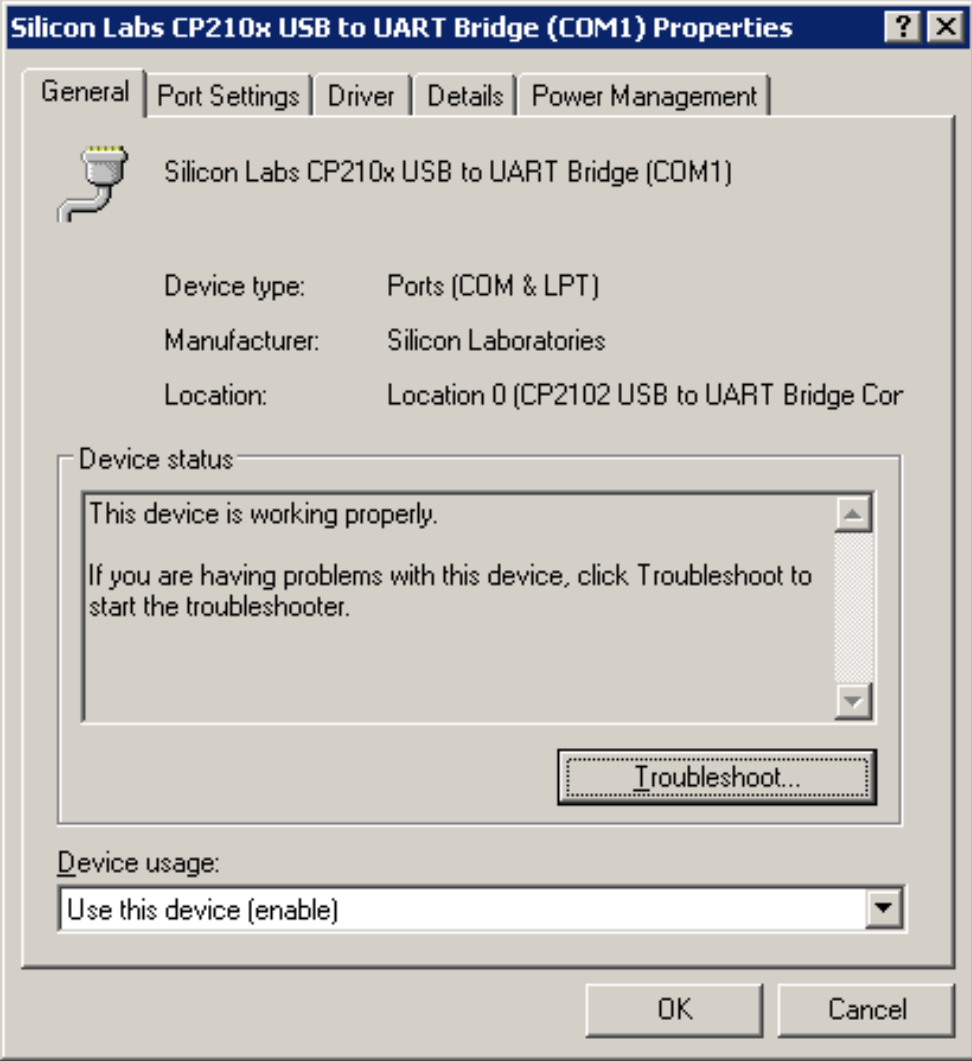 Silicon Labs CP210x USB to UART Bridge (COM1) Properties
General Port Settings Driver Details Power Management
Silicon Labs CP210x USB to UART Bridge (COM1)
Device type: Ports (COM & LPT)
Manufacturer: Silicon Laboratories
Location: Location 0 (CP2102 USB to UART Bridge Cor
Device status
This device is working properly.
If you are having problems with this device, click Troubleshoot to
start the troubleshooter.
Troubleshoot...
Device usage:
Use this device (enable)
OK Cancel